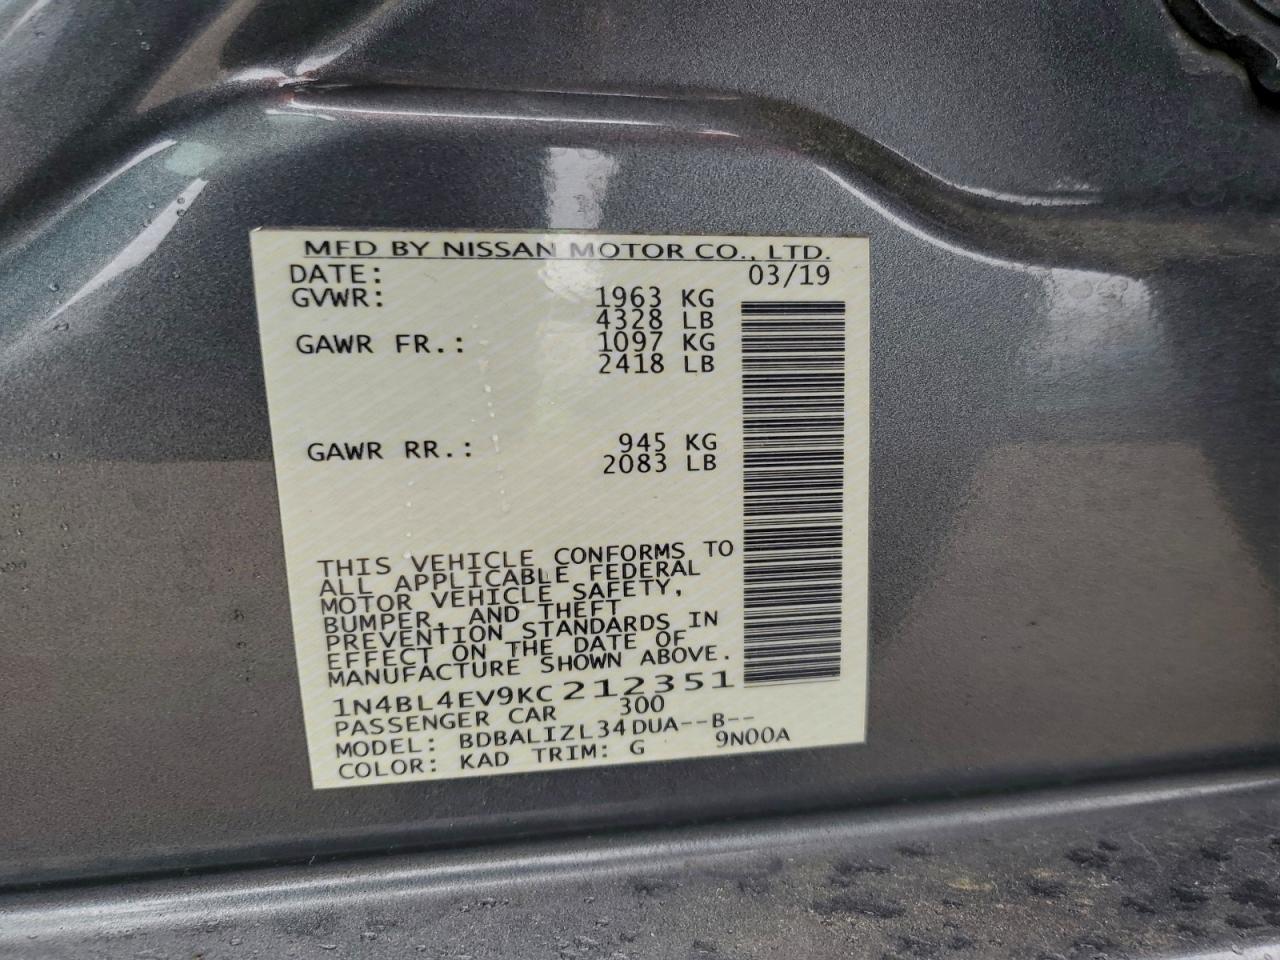 MFD BY NISSAN MOTOR CO., LTD.
DATE: 03/19
GVWR: 1963 KG
4328 LB
GAWR FR.: 1097 KG
2418 LB
GAWR RR.: 945 KG
2083 LB
THIS VEHICLE CONFORMS TO
ALL APPLICABLE FEDERAL
MOTOR VEHICLE SAFETY,
BUMPER, AND THEFT
PREVENTION STANDARDS IN
EFFECT ON THE DATE OF
MANUFACTURE SHOWN ABOVE.
1N4BL4EV9KC212351
PASSENGER CAR 300
MODEL: BDBALIZL34DUA--B--
COLOR: KAD TRIM: G 9N00A